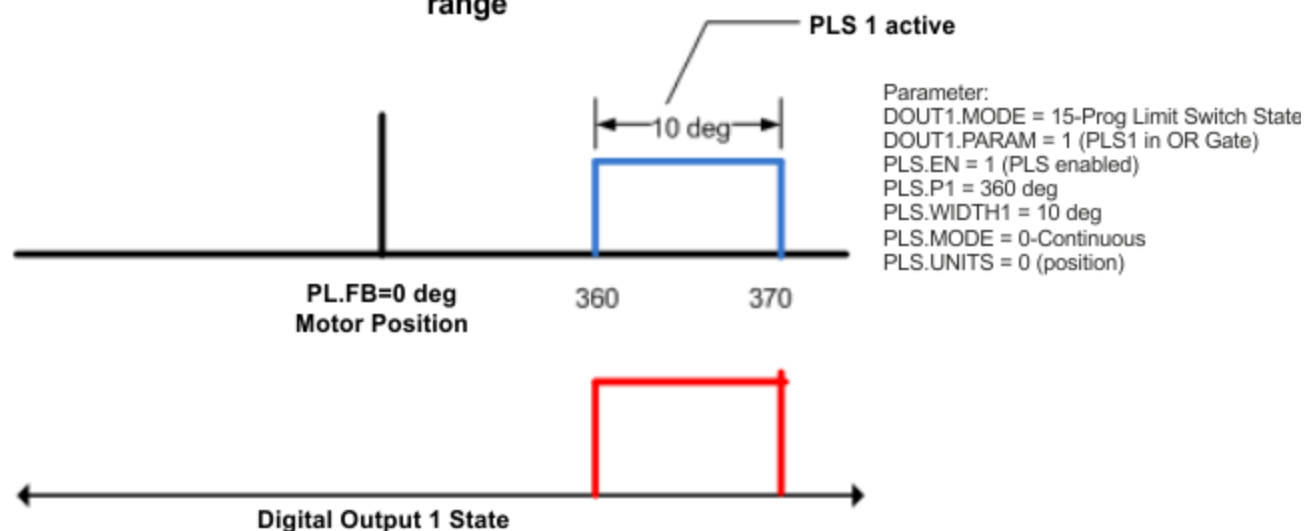 range
PLS 1 active
10 deg
Parameter:
DOUT1.MODE = 15-Prog Limit Switch State
DOUT1.PARAM = 1 (PLS1 in OR Gate)
PLS.EN = 1 (PLS enabled)
PLS.P1 = 360 deg
PLS.WIDTH1 = 10 deg
PLS.MODE = 0-Continuous
PLS.UNITS = 0 (position)
PL.FB=0 deg
Motor Position
360
370
Digital Output 1 State